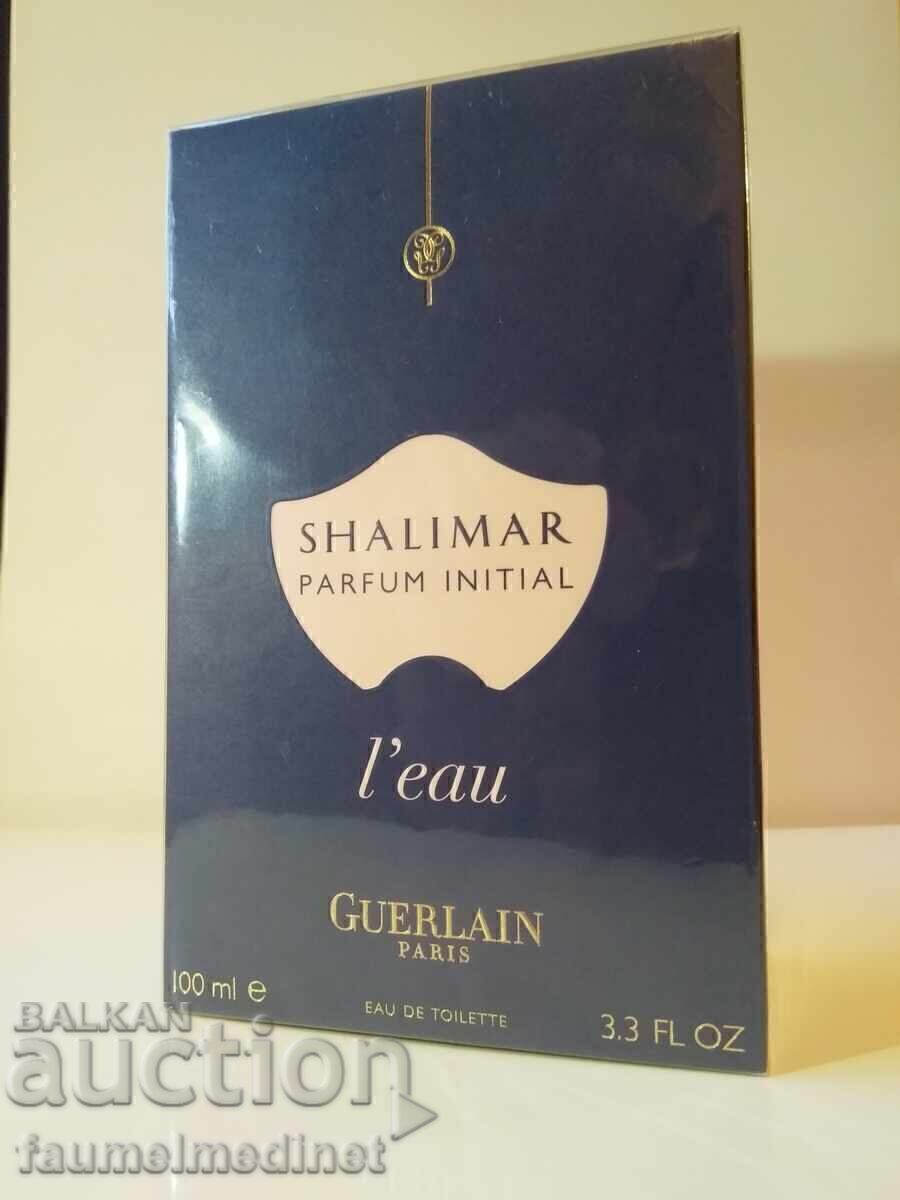 SHALIMAR
PARFUM INITIAL
l'eau
GUERLAIN
PARIS
100 ml e
EAU DE TOILETTE
3.3 FL OZ
BALKAN
auction
faumelmedinet